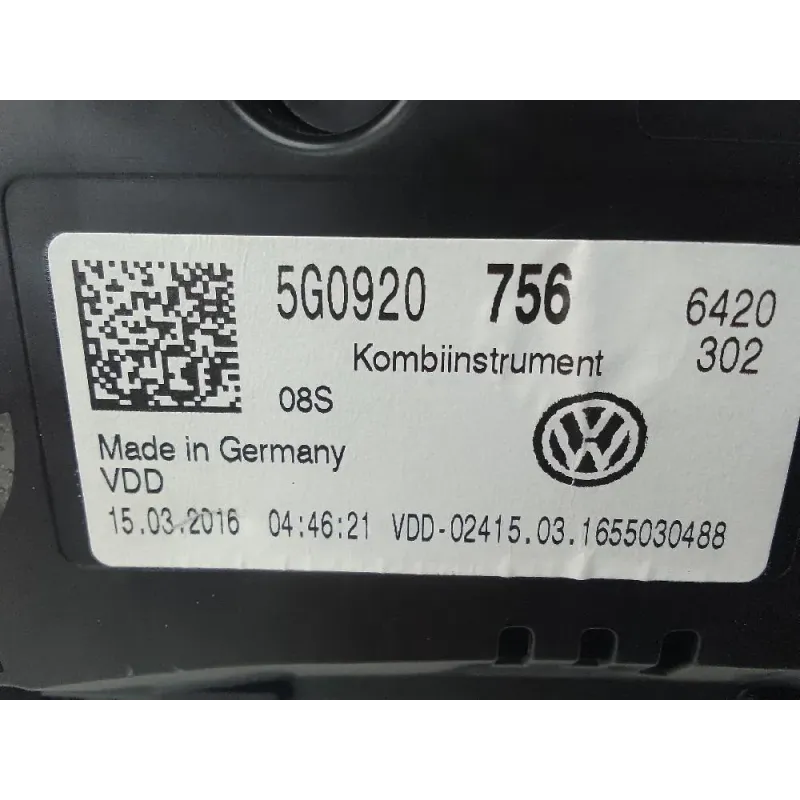 5G0920 756 6420
Kombiinstrument 302
08S
Made in Germany
VDD
15.03.2016 04:46:21 VDD-02415.03.1655030488